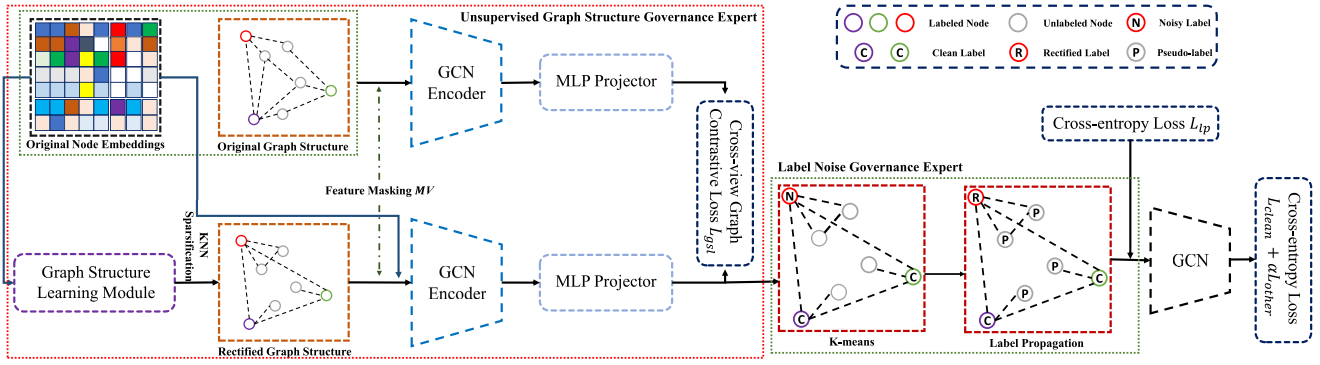 Unsupervised Graph Structure Governance Expert
Original Node Embeddings
Original Graph Structure
GCN
Encoder
MLP Projector
Feature Masking MV
KNN
Sparsification
Graph Structure
Learning Module
Rectified Graph Structure
GCN
Encoder
MLP Projector
Cross-view Graph
Contrastive Loss L_gsl
Labeled Node
Unlabeled Node
N Noisy Label
C C Clean Label
R Rectified Label
P Pseudo-label
Label Noise Governance Expert
N
C
C
K-means
R
P
P
P
P
C
C
Label Propagation
Cross-entropy Loss L_lp
GCN
Cross-entropy Loss
L_clean + αL_other